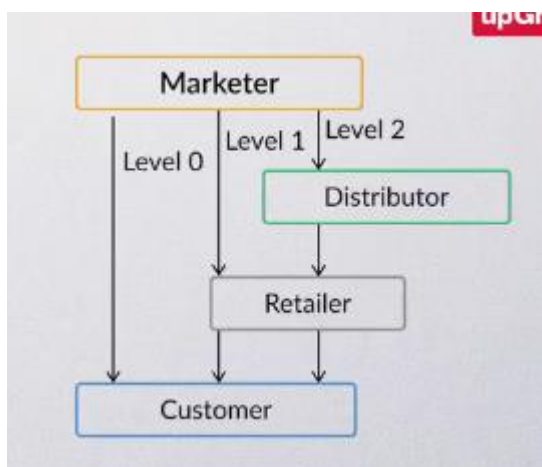 Marketer
Level 0
Level 1
Level 2
Distributor
Retailer
Customer